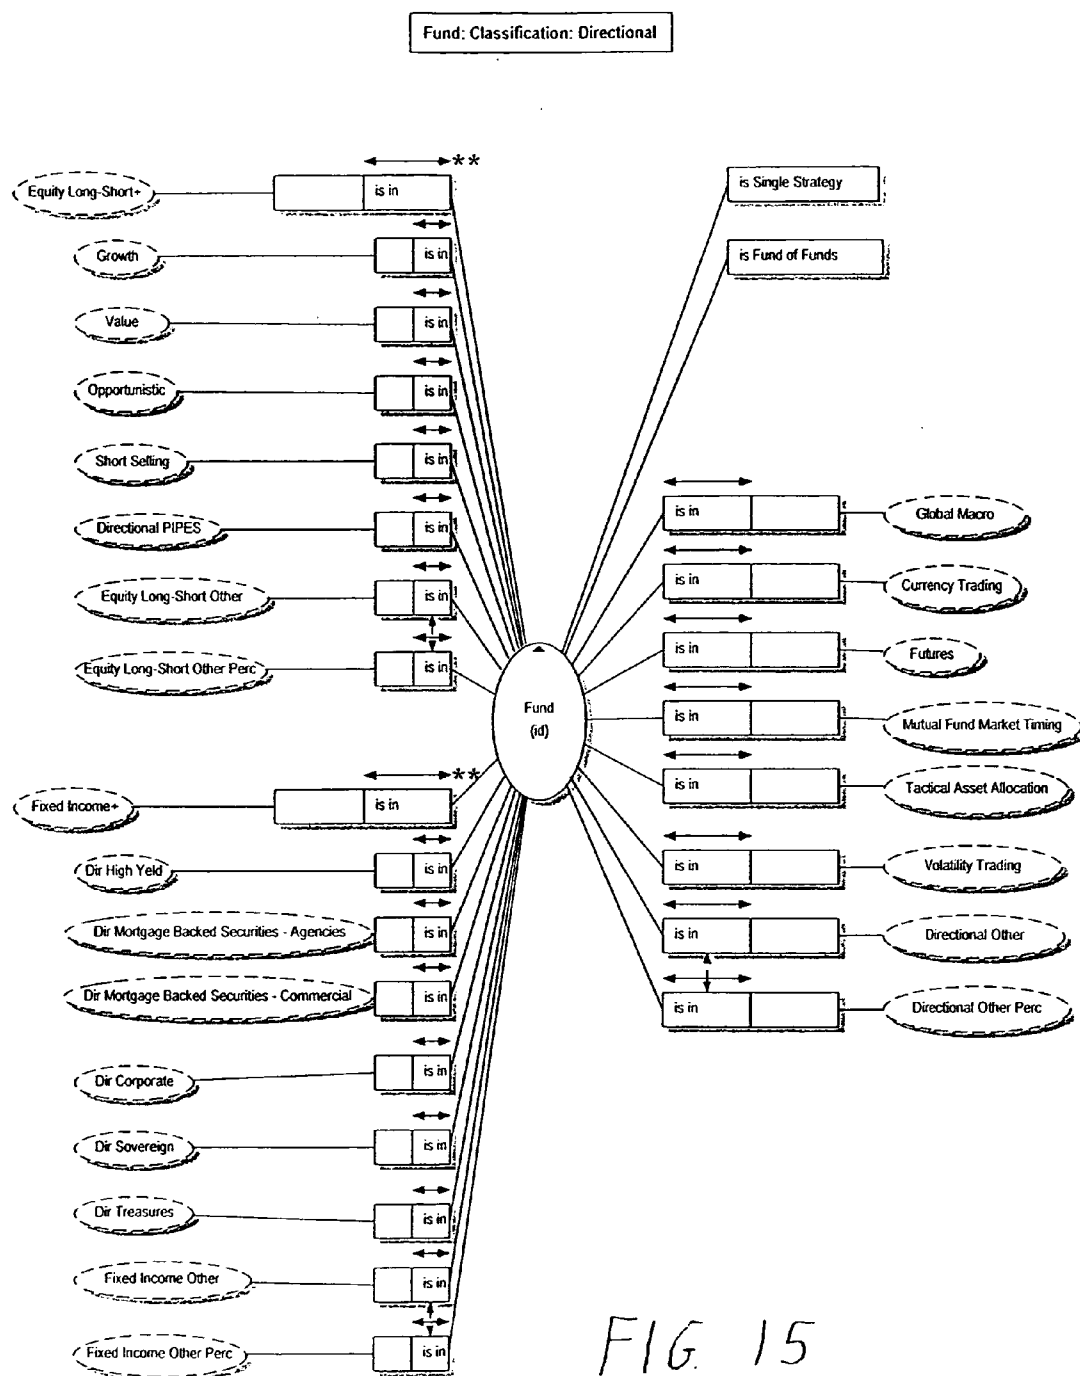 Fund: Classification: Directional
**
Equity Long-Short+
is in
is Single Strategy
Growth
is in
is Fund of Funds
Value
is in
Opportunistic
is in
Short Selling
is in
Directional PIPES
is in
Equity Long-Short Other
is in
Equity Long-Short Other Perc
is in
Fund
(id)
is in
Global Macro
is in
Currency Trading
is in
Futures
is in
Mutual Fund Market Timing
is in
Tactical Asset Allocation
is in
Volatility Trading
is in
Directional Other
is in
Directional Other Perc
**
Fixed Income+
is in
Dir High Yeld
is in
Dir Mortgage Backed Securities - Agencies
is in
Dir Mortgage Backed Securities - Commercial
is in
Dir Corporate
is in
Dir Sovereign
is in
Dir Treasures
is in
Fixed Income Other
is in
Fixed Income Other Perc
is in
FIG. 15